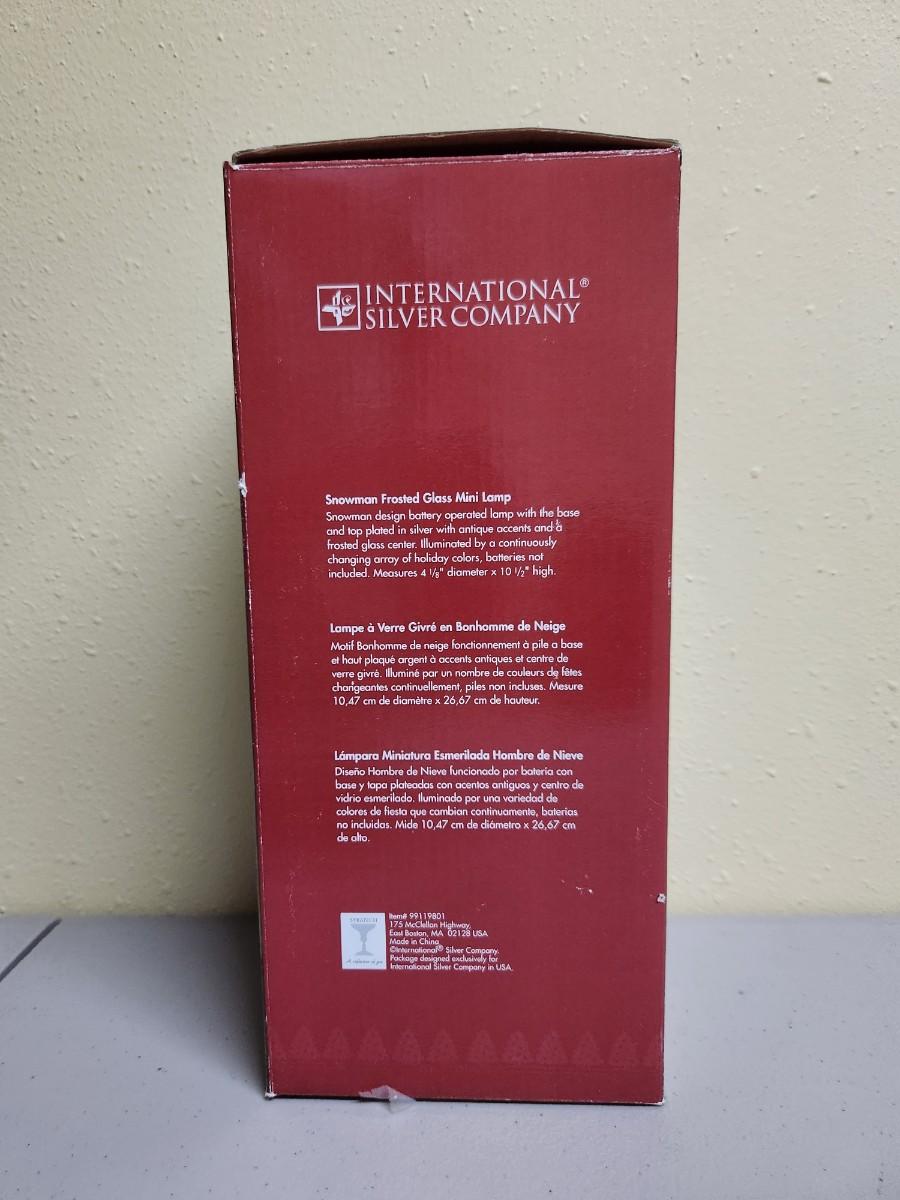 INTERNATIONAL®
SILVER COMPANY
Snowman Frosted Glass Mini Lamp
Snowman design battery operated lamp with the base
and top plated in silver with antique accents and a
frosted glass center. Illuminated by a continuously
changing array of holiday colors, batteries not
included. Measures 4 1/8" diameter x 10 1/2" high.
Lampe à Verre Givré en Bonhomme de Neige
Motif Bonhomme de neige fonctionnement à pile a base
et haut plaqué argent à accents antiques et centre de
verre givré. Illuminé par un nombre de couleurs de fêtes
changeantes continuellement, piles non incluses. Mesure
10,47 cm de diamètre x 26,67 cm de hauteur.
Lámpara Miniatura Esmerilada Hombre de Nieve
Diseño Hombre de Nieve funcionado por batería con
base y tapa plateadas con acentos antiguos y centro de
vidrio esmerilado. Iluminado por una variedad de
colores de fiesta que cambian continuamente, baterias
no incluidas. Mide 10,47 cm de diámetro x 26,67 cm
de alto.
Item# 99119801
175 McClellan Highway,
East Boston, MA 02128 USA
Made in China
©International® Silver Company.
Package designed exclusively for
International Silver Company in USA.